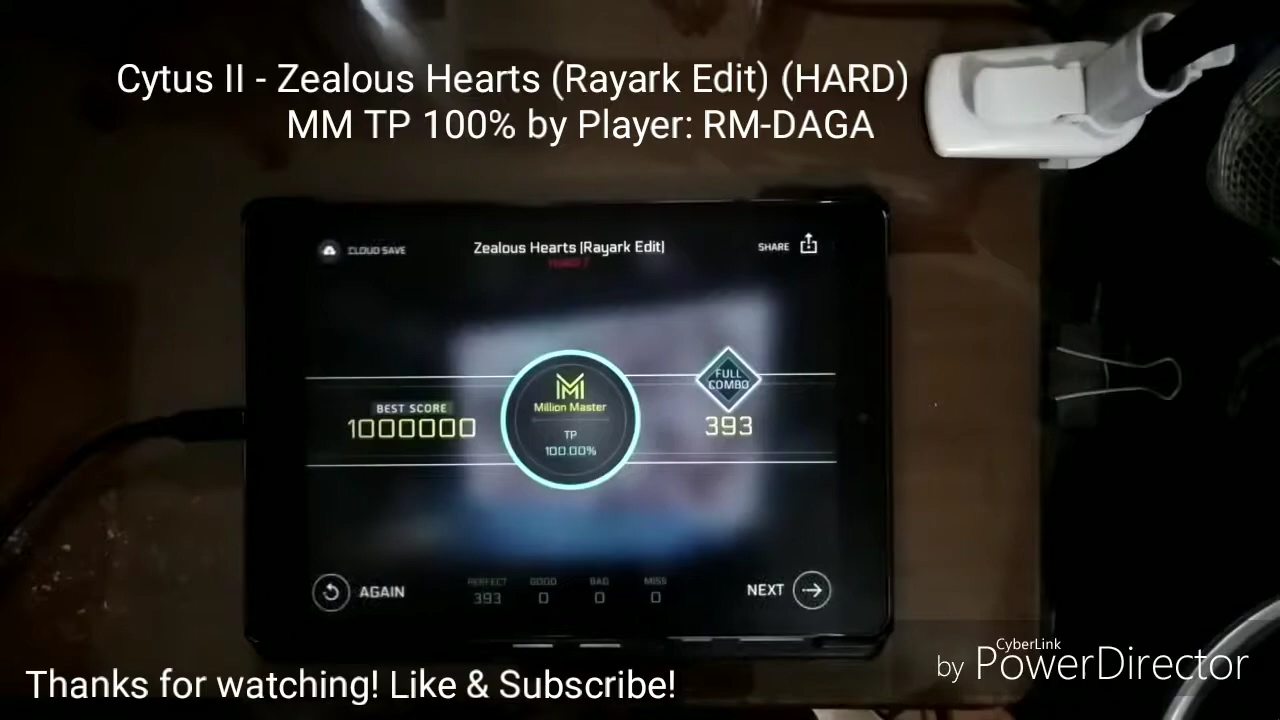 Cytus II - Zealous Hearts (Rayark Edit) (HARD)
MM TP 100% by Player: RM-DAGA
CLOUD SAVE
Zealous Hearts (Rayark Edit)
SHARE
BEST SCORE
1000000
Million Master
TP
100.00%
FULL
COMBO
393
AGAIN
PERFECT GOOD BAD MISS
393 0 0 0
NEXT
Thanks for watching! Like & Subscribe!
CyberLink
by PowerDirector